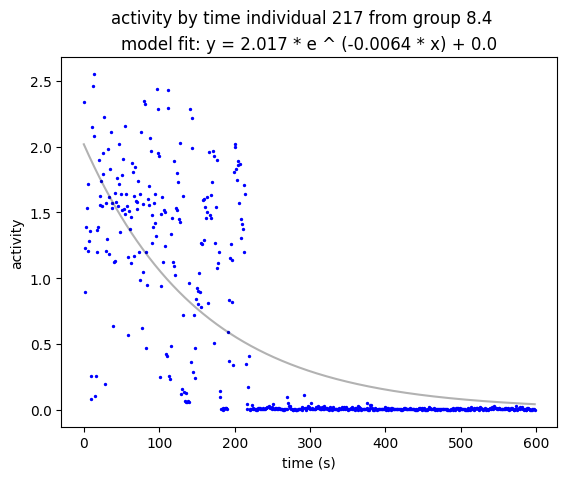 activity by time individual 217 from group 8.4
model fit: y = 2.017 * e ^ (-0.0064 * x) + 0.0
2.5
2.0
1.5
1.0
0.5
0.0
activity
0 100 200 300 400 500 600
time (s)